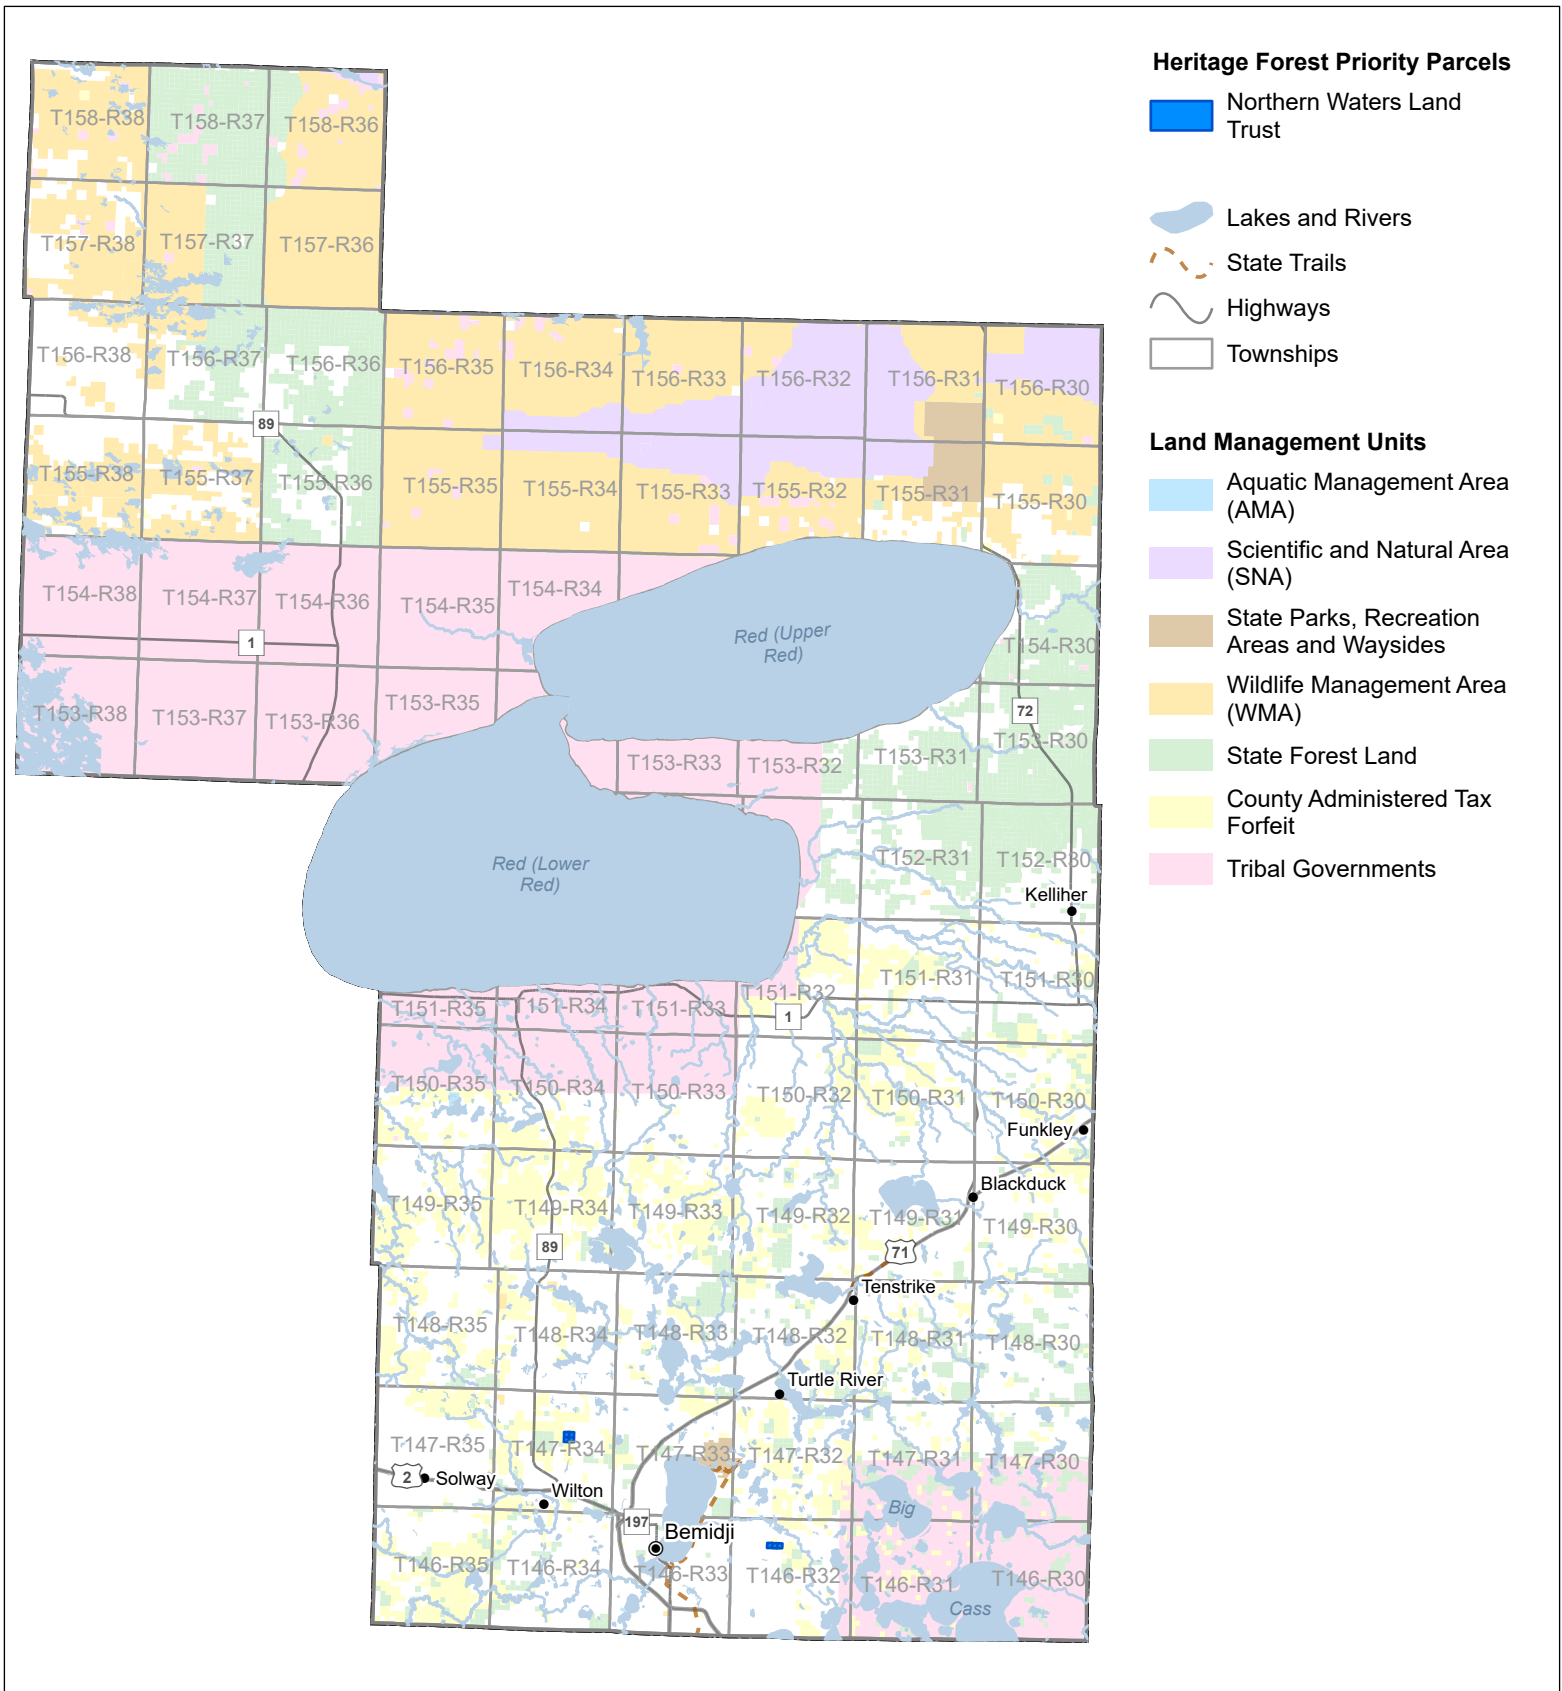 Heritage Forest Priority Parcels
Northern Waters Land
Trust
Lakes and Rivers
State Trails
Highways
Townships
Land Management Units
Aquatic Management Area
(AMA)
Scientific and Natural Area
(SNA)
State Parks, Recreation
Areas and Waysides
Wildlife Management Area
(WMA)
State Forest Land
County Administered Tax
Forfeit
Tribal Governments
T158-R38 T158-R37 T158-R36
T157-R38 T157-R37 T157-R36
T156-R38 T156-R37 T156-R36 T156-R35 T156-R34 T156-R33 T156-R32 T156-R31 T156-R30
89
T155-R38 T155-R37 T155-R36 T155-R35 T155-R34 T155-R33 T155-R32 T155-R31 T155-R30
T154-R38 T154-R37 T154-R36 T154-R35 T154-R34 T154-R30
1
Red (Upper
Red)
T153-R38 T153-R37 T153-R36 T153-R35 T153-R33 T153-R32 T153-R31 T153-R30
72
Red (Lower
Red)
T152-R31 T152-R30
Kelliher
T151-R35 T151-R34 T151-R33 T151-R32 T151-R31 T151-R30
1
T150-R35 T150-R34 T150-R33 T150-R32 T150-R31 T150-R30
Funkley
Blackduck
T149-R35 T149-R34 T149-R33 T149-R32 T149-R31 T149-R30
89
71
Tenstrike
T148-R35 T148-R34 T148-R33 T148-R32 T148-R31 T148-R30
Turtle River
T147-R35 T147-R34 T147-R33 T147-R32 T147-R31 T147-R30
2
Solway
Wilton
Big
197
Bemidji
T146-R35 T146-R34 T146-R33 T146-R32 T146-R31 T146-R30
Cass